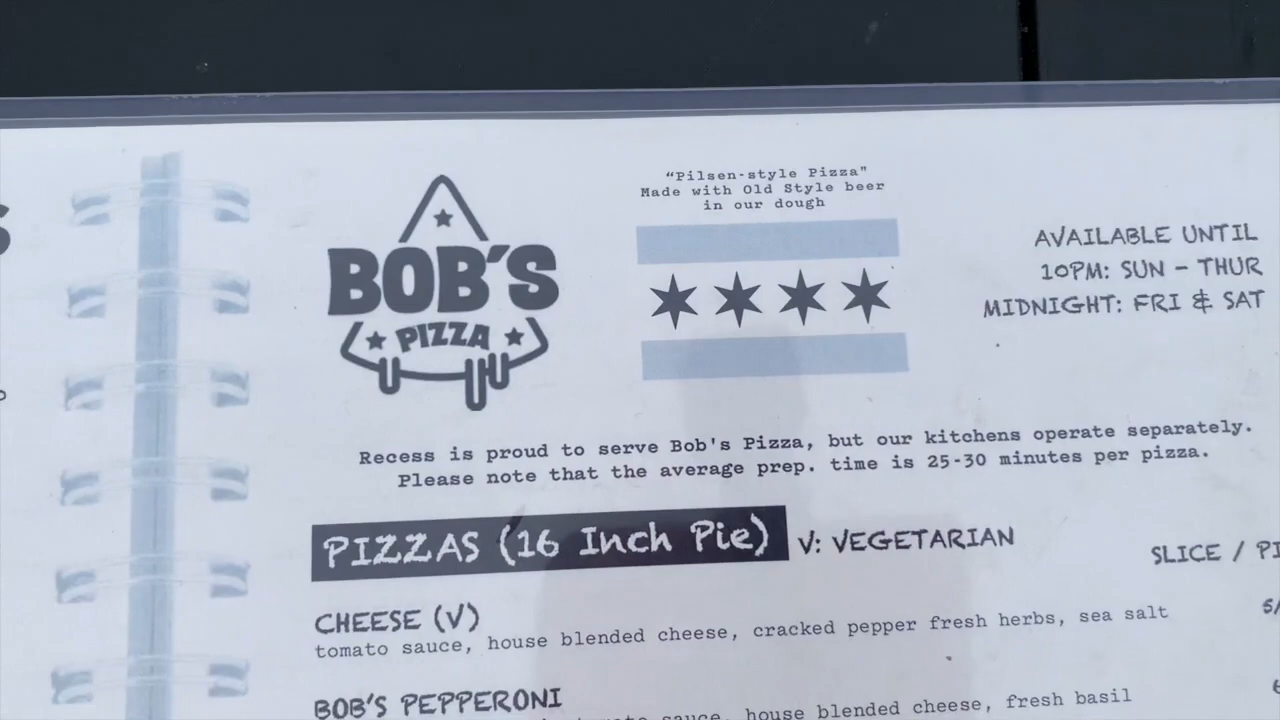 BOB'S
PIZZA
"Pilsen-style Pizza"
Made with Old Style beer
in our dough
AVAILABLE UNTIL
10PM: SUN - THUR
MIDNIGHT: FRI & SAT
Recess is proud to serve Bob's Pizza, but our kitchens operate separately.
Please note that the average prep. time is 25-30 minutes per pizza.
PIZZAS (16 Inch Pie) V: VEGETARIAN
SLICE /
CHEESE (V)
tomato sauce, house blended cheese, cracked pepper fresh herbs, sea salt
BOB'S PEPPERONI
sauce, house blended cheese, fresh basil